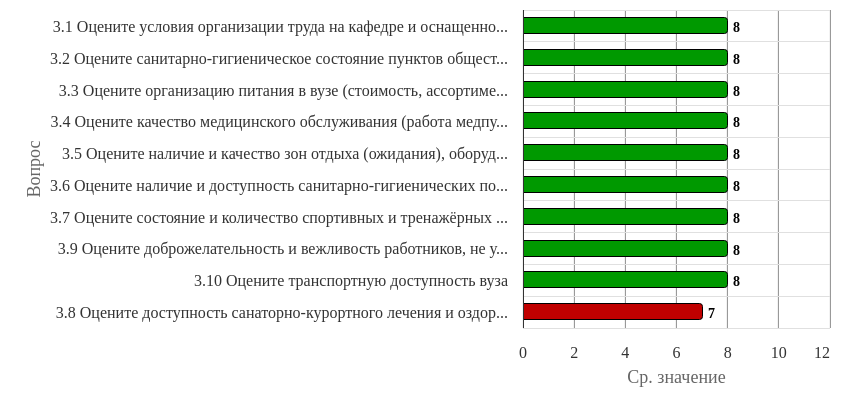 3.1 Оцените условия организации труда на кафедре и оснащенно... 8
3.2 Оцените санитарно-гигиеническое состояние пунктов общест... 8
3.3 Оцените организацию питания в вузе (стоимость, ассортиме... 8
3.4 Оцените качество медицинского обслуживания (работа медпу... 8
3.5 Оцените наличие и качество зон отдыха (ожидания), оборуд... 8
3.6 Оцените наличие и доступность санитарно-гигиенических по... 8
3.7 Оцените состояние и количество спортивных и тренажёрных ... 8
3.9 Оцените доброжелательность и вежливость работников, не у... 8
3.10 Оцените транспортную доступность вуза 8
3.8 Оцените доступность санаторно-курортного лечения и оздор... 7
Вопрос
0 2 4 6 8 10 12
Ср. значение